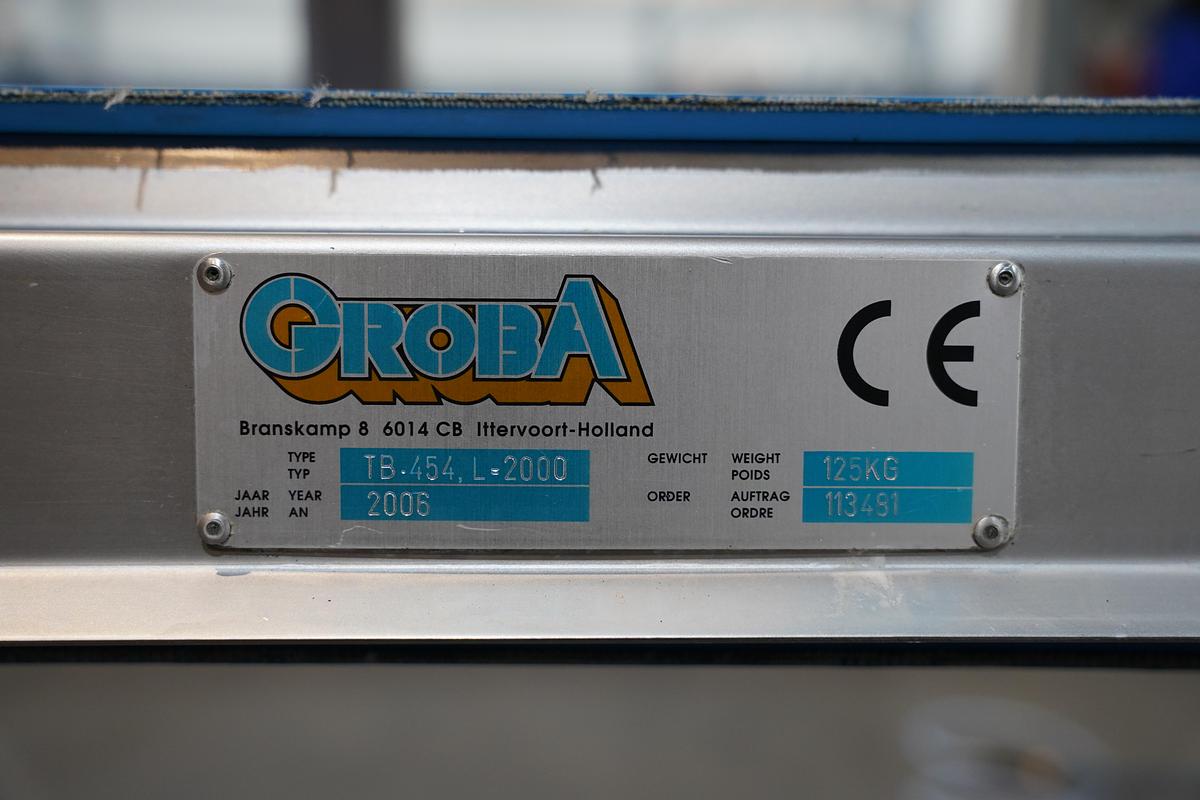 GROBA
CE
Branskamp 8 6014 CB Ittervoort-Holland
TYPE TB.454, L-2000 GEWICHT WEIGHT 125KG
TYP POIDS
JAAR YEAR 2006 ORDER AUFTRAG 113491
JAHR AN ORDRE